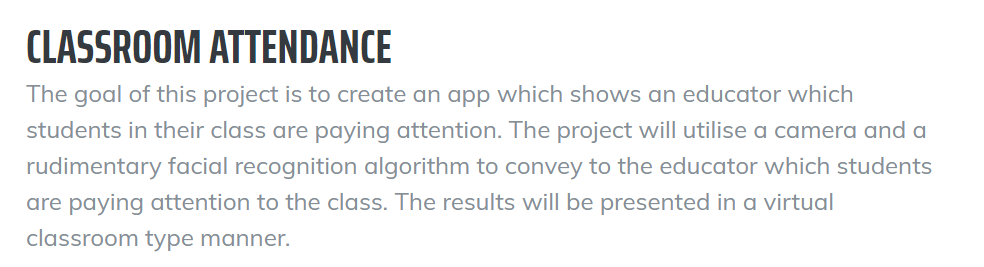 CLASSROOM ATTENDANCE
The goal of this project is to create an app which shows an educator which
students in their class are paying attention. The project will utilise a camera and a
rudimentary facial recognition algorithm to convey to the educator which students
are paying attention to the class. The results will be presented in a virtual
classroom type manner.